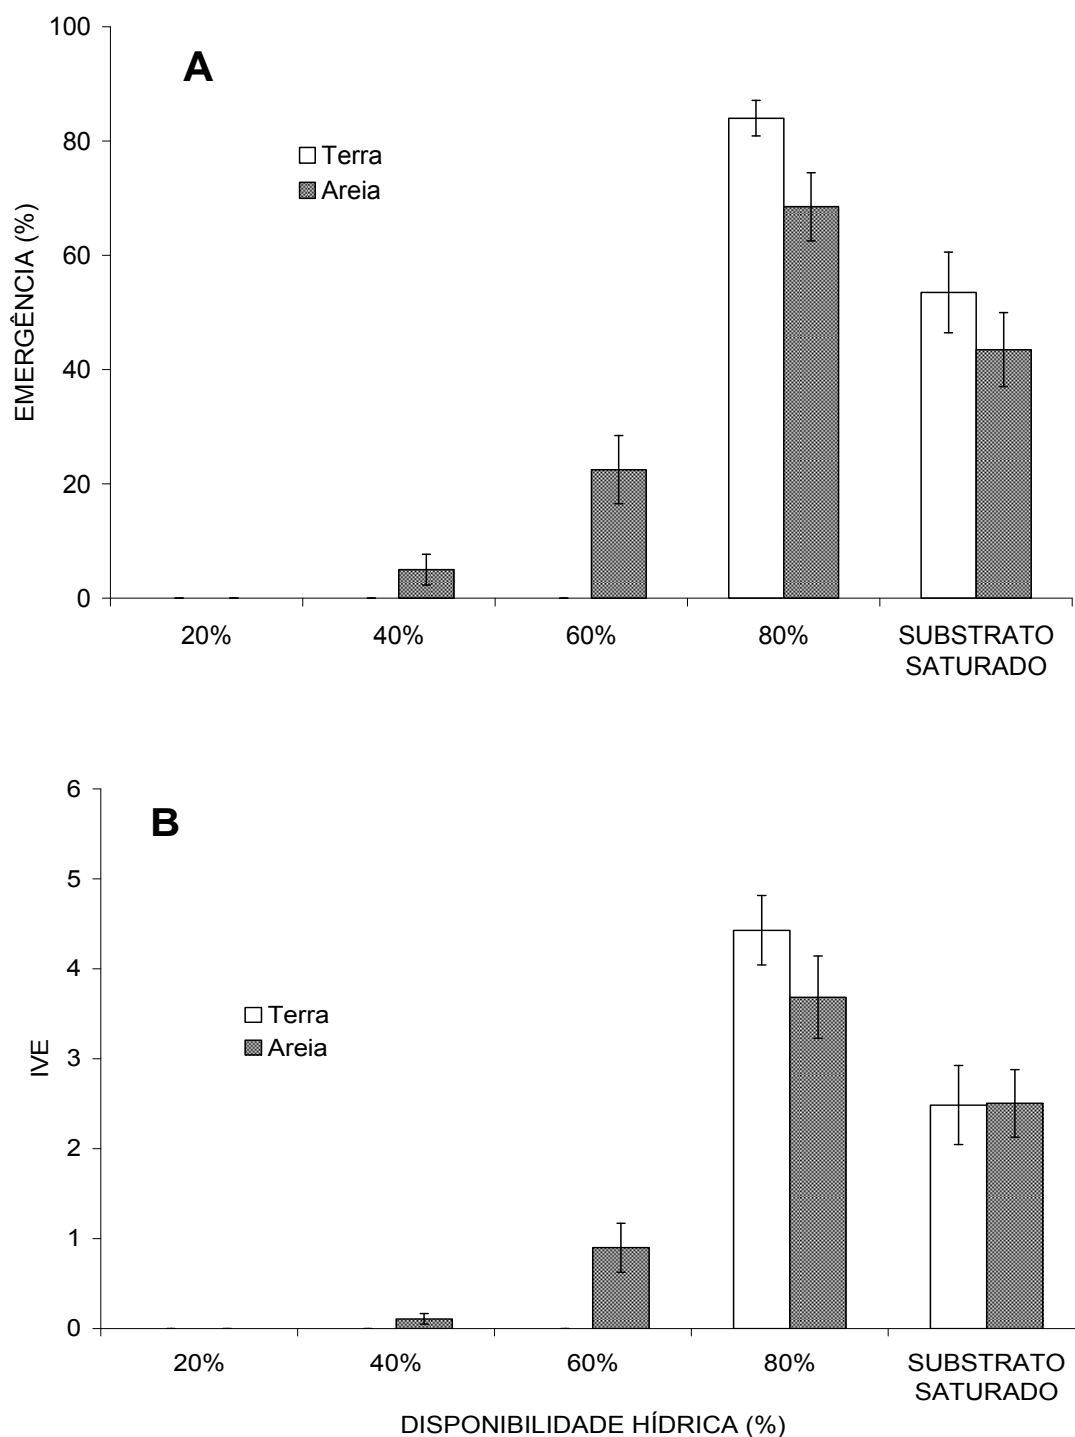 100
A
80
Terra
Areia
60
EMERGÊNCIA (%)
40
20
0
20% 40% 60% 80% SUBSTRATO
SATURADO
6
B
5
4
Terra
Areia
3
IVE
2
1
0
20% 40% 60% 80% SUBSTRATO
SATURADO
DISPONIBILIDADE HÍDRICA (%)